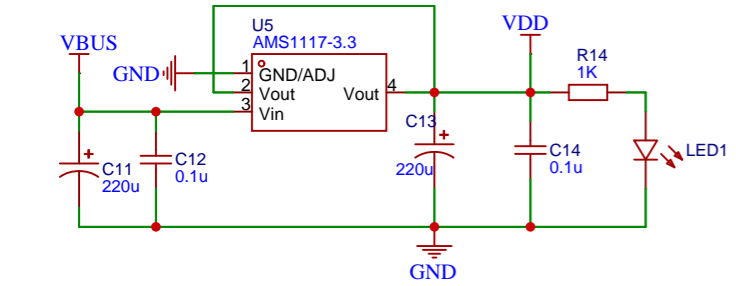 U5
AMS1117-3.3
VBUS
GND
1 GND/ADJ
2 Vout
3 Vin
Vout 4
VDD
R14
1K
C11
220u
C12
0.1u
C13
220u
C14
0.1u
LED1
GND